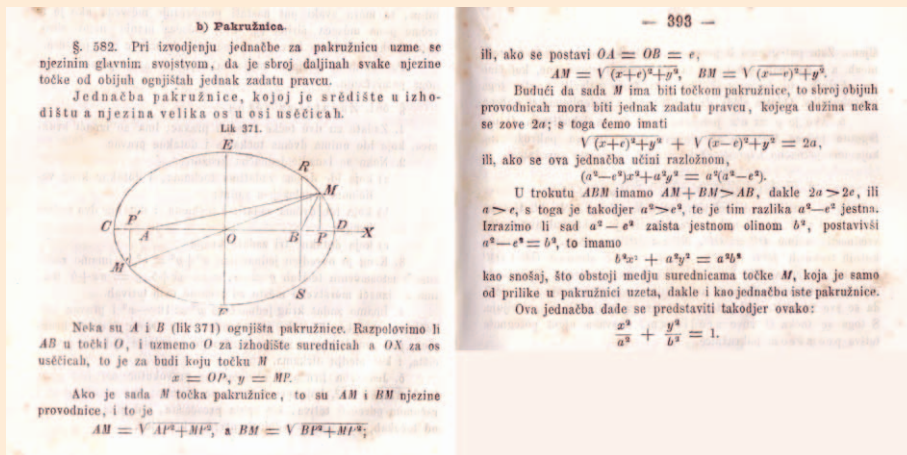 b) Pakružnica.
§. 582. Pri izvodjenju jednačbe za pakružnicu uzme se
njezinim glavnim svojstvom, da je sbroj daljinah svake njezine
točke od obijuh ognjištah jednak zadatu pravcu.
Jednačba pakružnice, kojoj je srědište u izho-
dištu a njezina velika os u osi usěčicah.
Lik 371.
E
R
M
P'
C
A
O
B
P
D
X
M'
S
F
Neka su A i B (lik 371) ognjišta pakružnice. Razpolovimo li
AB u točki O, i uzmemo O za izhodište surednicah a OX za os
usěčicah, to je za budi koju točku M
x = OP, y = MP.
Ako je sada M točka pakružnice, to su AM i BM njezine
provodnice, i to je
AM = √AP²+MP², a BM = √BP²+MP²;
— 393 —
ili, ako se postavi OA = OB = e,
AM = √(x+e)²+y², BM = √(x—e)²+y².
Budući da sada M ima biti točkom pakružnice, to sbroj obijuh
provodnicah mora biti jednak zadatu pravcu, kojega dužina neka
se zove 2a; s toga ćemo imati
√(x+e)²+y² + √(x—e)²+y² = 2a,
ili, ako se ova jednačba učini razložnom,
(a²—e²)x²+a²y² = a²(a²—e²).
U trokutu ABM imamo AM+BM>AB, dakle 2a>2e, ili
a>e, s toga je takodjer a²>e², te je tim razlika a²—e² jestna.
Izrazimo li sad a²—e² zaista jestnom olinom b², postavivši
a²—e²=b², to imamo
b²x² + a²y² = a²b²
kao snošaj, što obstoji medju surednicama točke M, koja je samo
od prilike u pakružnici uzeta, dakle i kao jednačbu iste pakružnice.
Ova jednačba dade se predstaviti takodjer ovako:
x²/a² + y²/b² = 1.